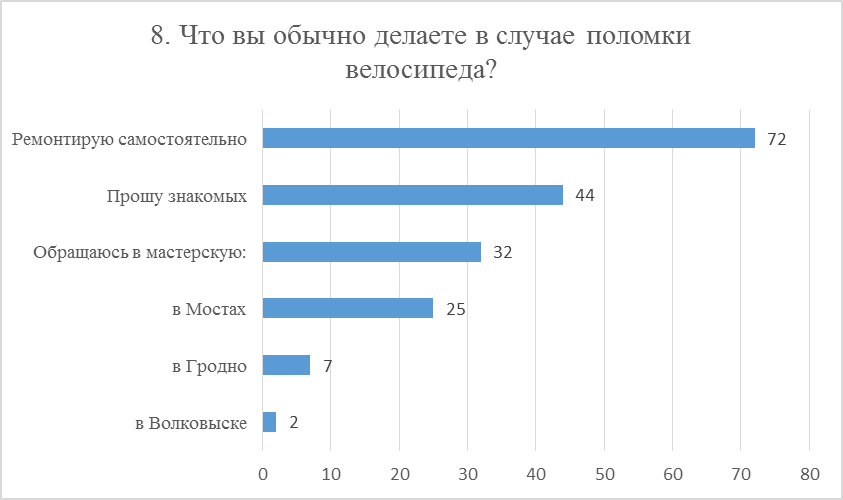 8. Что вы обычно делаете в случае поломки
велосипеда?
Ремонтирую самостоятельно 72
Прошу знакомых 44
Обращаюсь в мастерскую: 32
в Мостах 25
в Гродно 7
в Волковыске 2
0 10 20 30 40 50 60 70 80